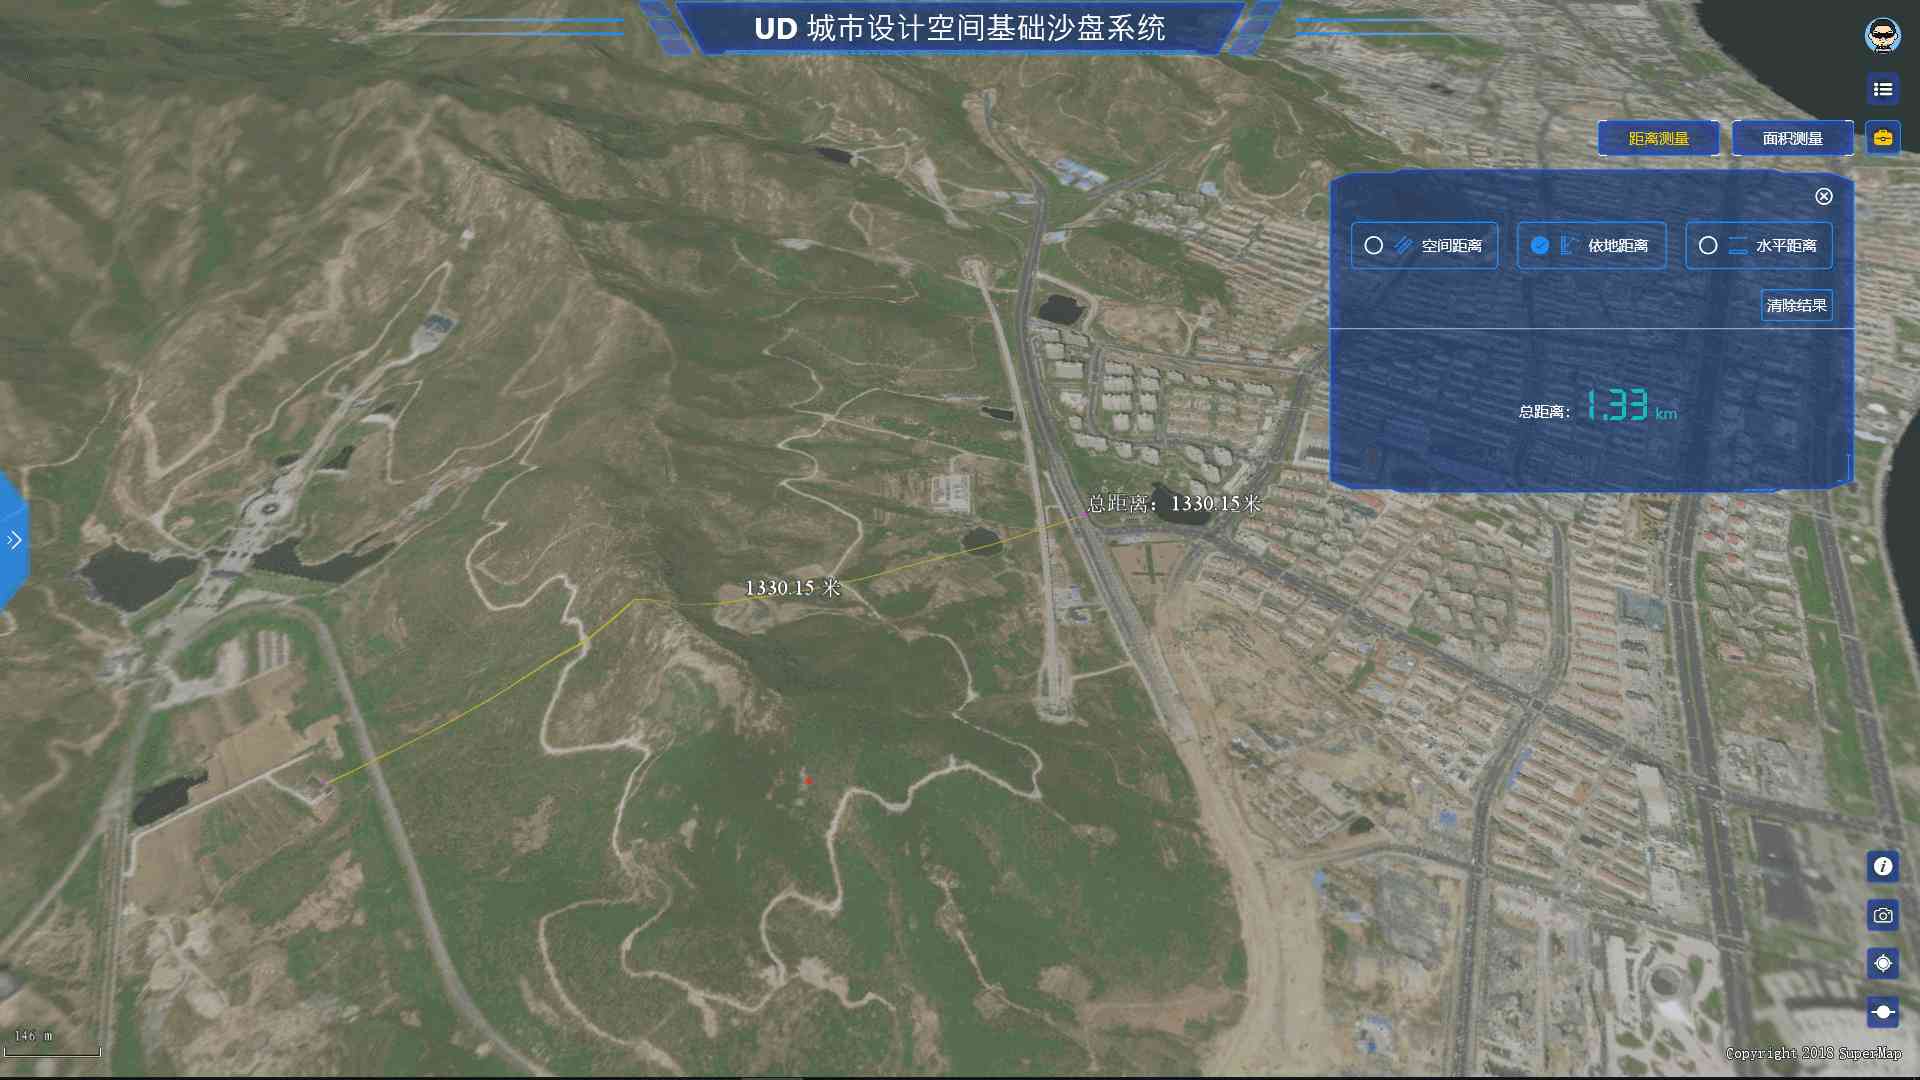 UD 城市设计空间基础沙盘系统
距离测量
面积测量
空间距离
依地距离
水平距离
清除结果
总距离: 1.33 km
总距离: 1330.15米
1330.15 米
146 m
Copyright 2018 SuperMap